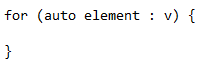 for (auto element : v) {
}